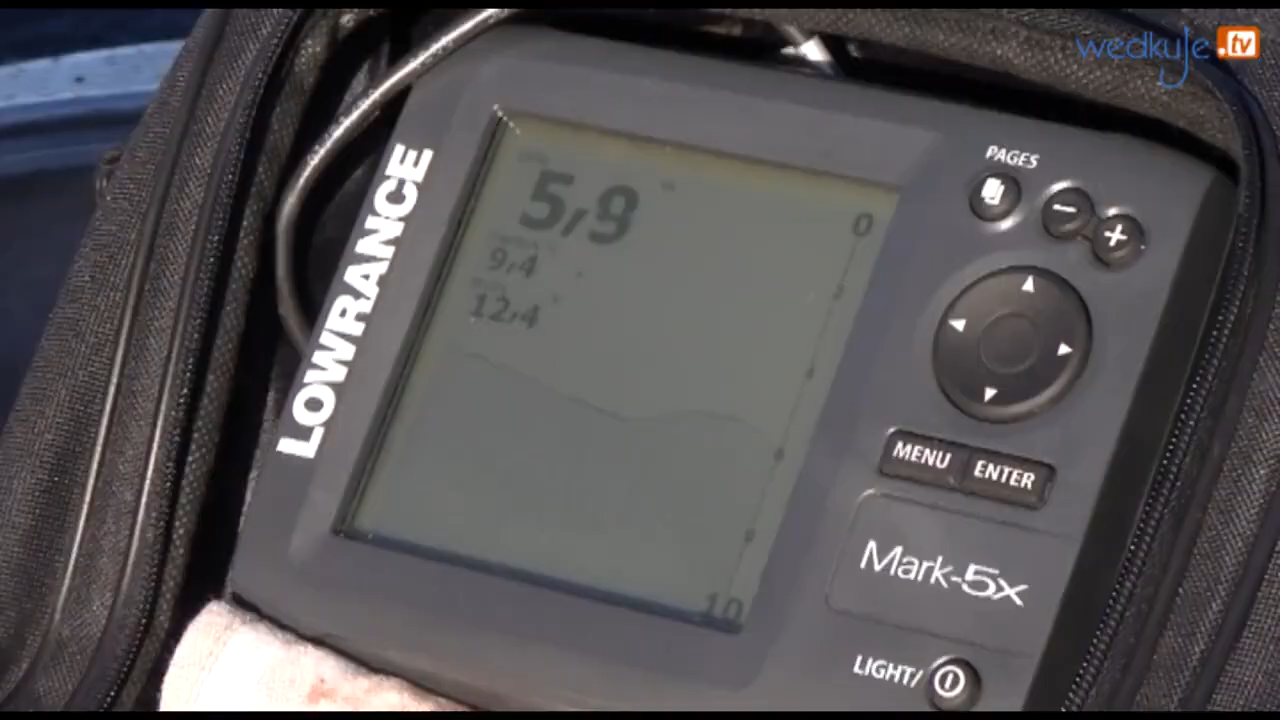 wedkuje.tv
PAGES
LOWRANCE
5,9
0
9,4
12,4
MENU
ENTER
Mark-5x
10
LIGHT/